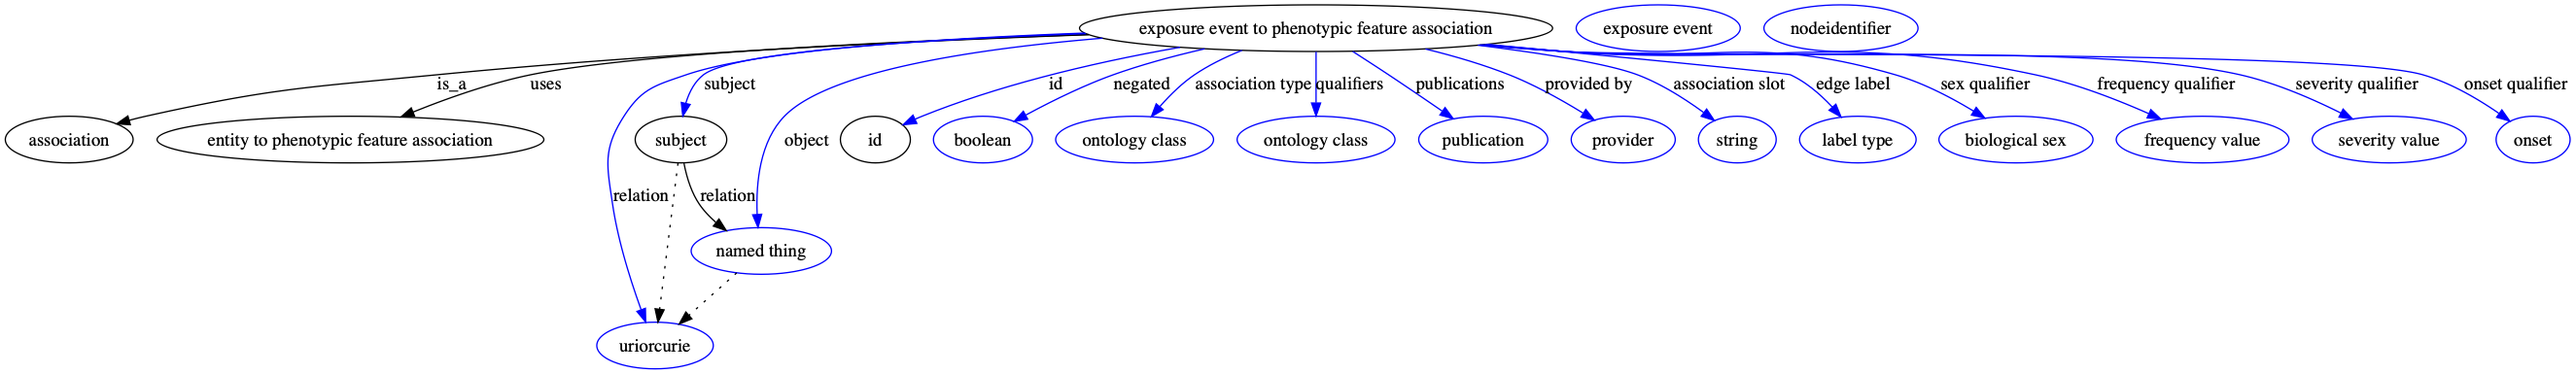 exposure event to phenotypic feature association
exposure event
nodeidentifier
is_a
uses
subject
id
negated
association type
qualifiers
publications
provided by
association slot
edge label
sex qualifier
frequency qualifier
severity qualifier
onset qualifier
association
entity to phenotypic feature association
subject
object
id
boolean
ontology class
ontology class
publication
provider
string
label type
biological sex
frequency value
severity value
onset
relation
relation
named thing
uriorcurie